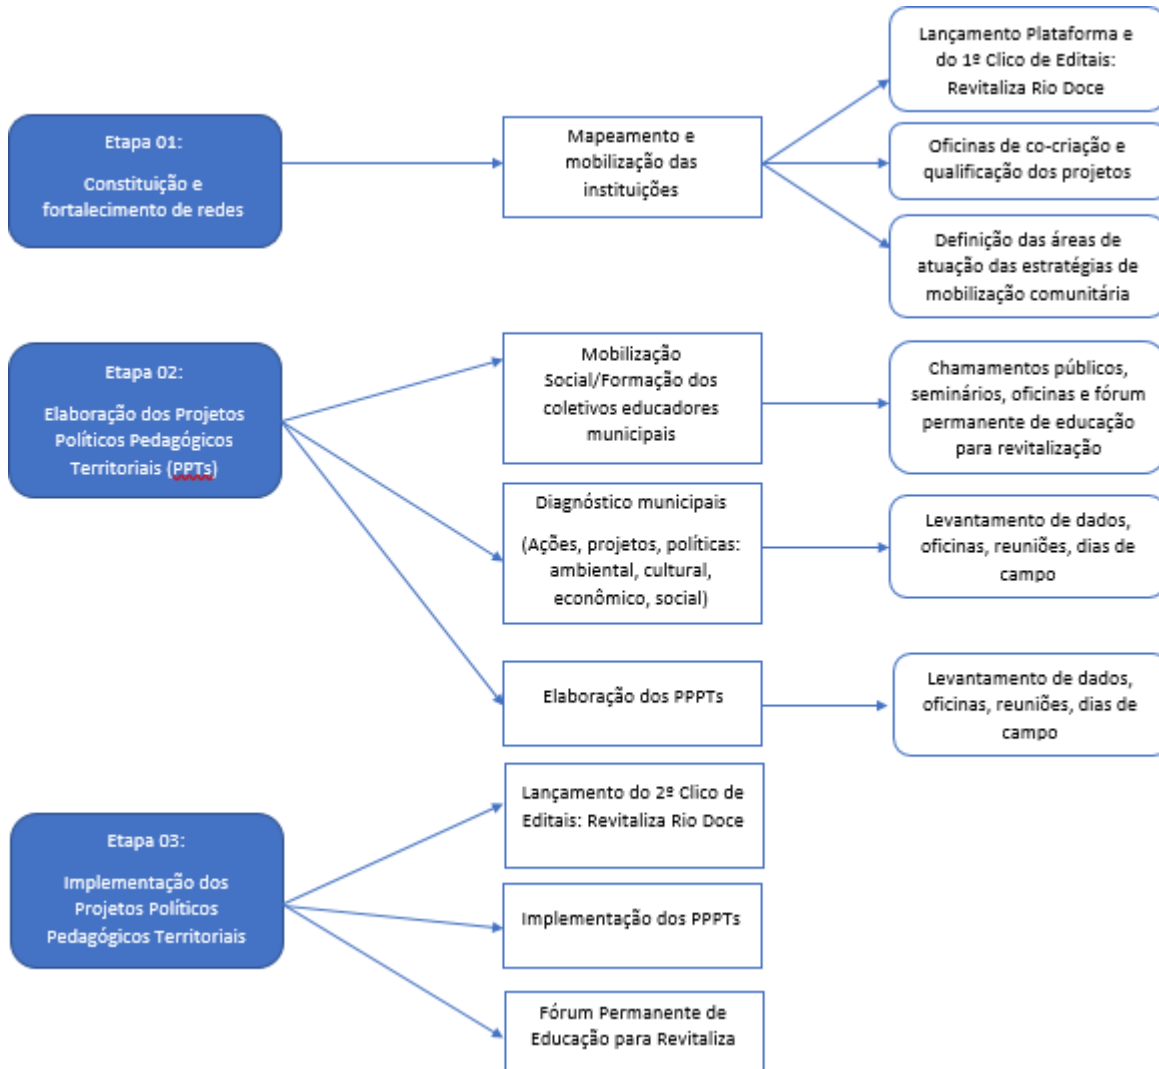 Etapa 01:
Constituição e
fortalecimento de redes
Mapeamento e
mobilização das
instituições
Lançamento Plataforma e
do 1º Clico de Editais:
Revitaliza Rio Doce
Oficinas de co-criação e
qualificação dos projetos
Definição das áreas de
atuação das estratégias de
mobilização comunitária
Etapa 02:
Elaboração dos Projetos
Políticos Pedagógicos
Territoriais (PPTs)
Mobilização
Social/Formação dos
coletivos educadores
municipais
Chamamentos públicos,
seminários, oficinas e fórum
permanente de educação
para revitalização
Diagnóstico municipais
(Ações, projetos, políticas:
ambiental, cultural,
econômico, social)
Levantamento de dados,
oficinas, reuniões, dias de
campo
Elaboração dos PPPTs
Levantamento de dados,
oficinas, reuniões, dias de
campo
Etapa 03:
Implementação dos
Projetos Políticos
Pedagógicos Territoriais
Lançamento do 2º Clico de
Editais: Revitaliza Rio Doce
Implementação dos PPPTs
Fórum Permanente de
Educação para Revitaliza